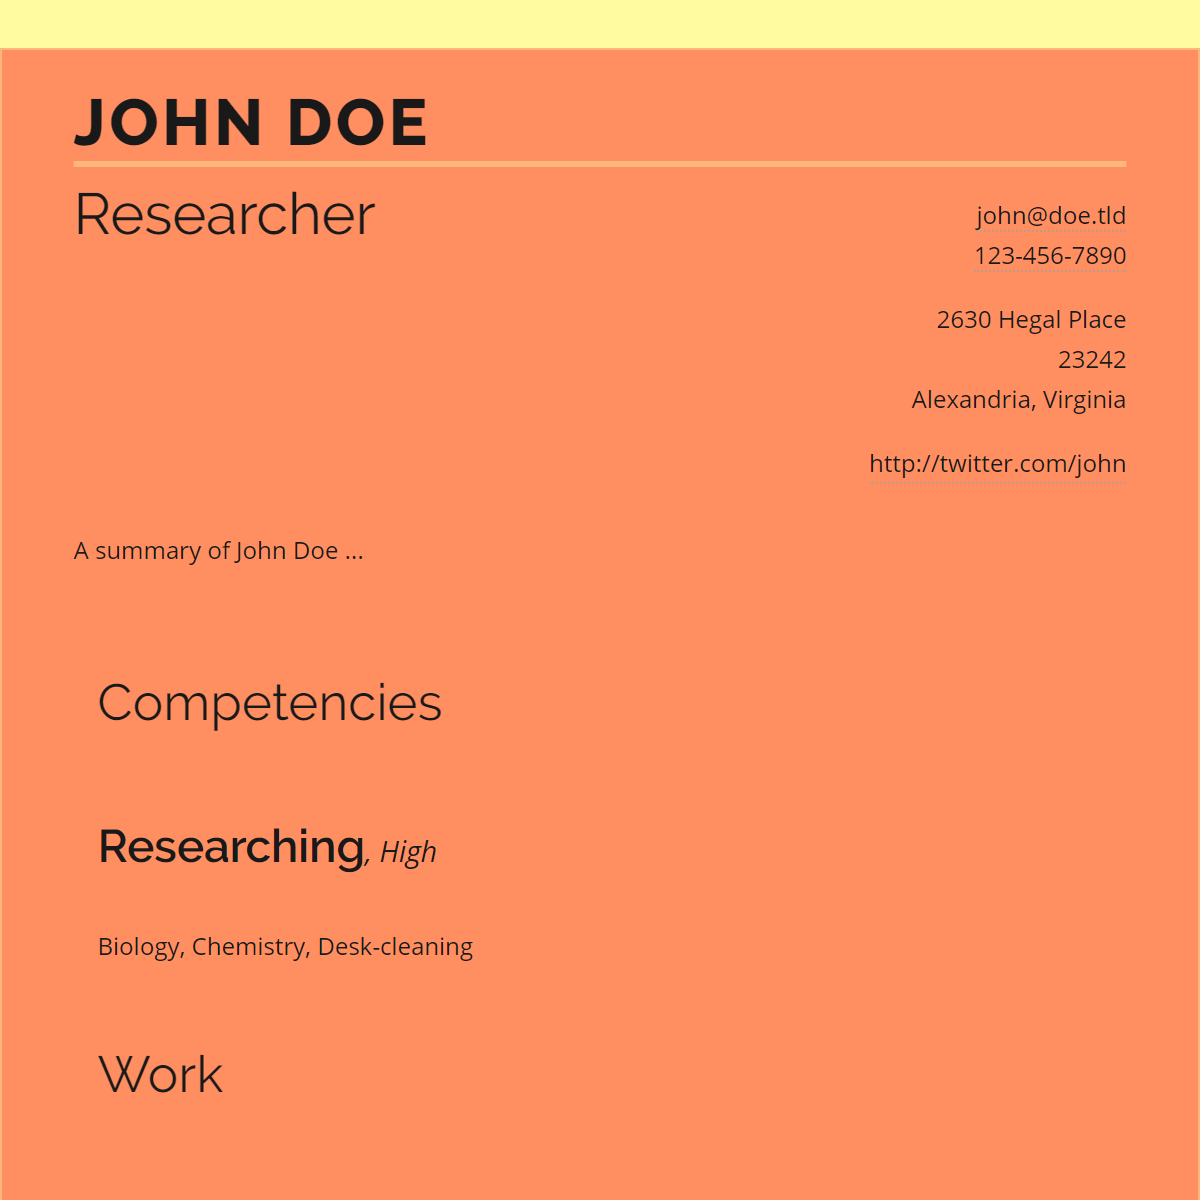 JOHN DOE
Researcher
john@doe.tld
123-456-7890
2630 Hegal Place
23242
Alexandria, Virginia
http://twitter.com/john
A summary of John Doe ...
Competencies
Researching, High
Biology, Chemistry, Desk-cleaning
Work